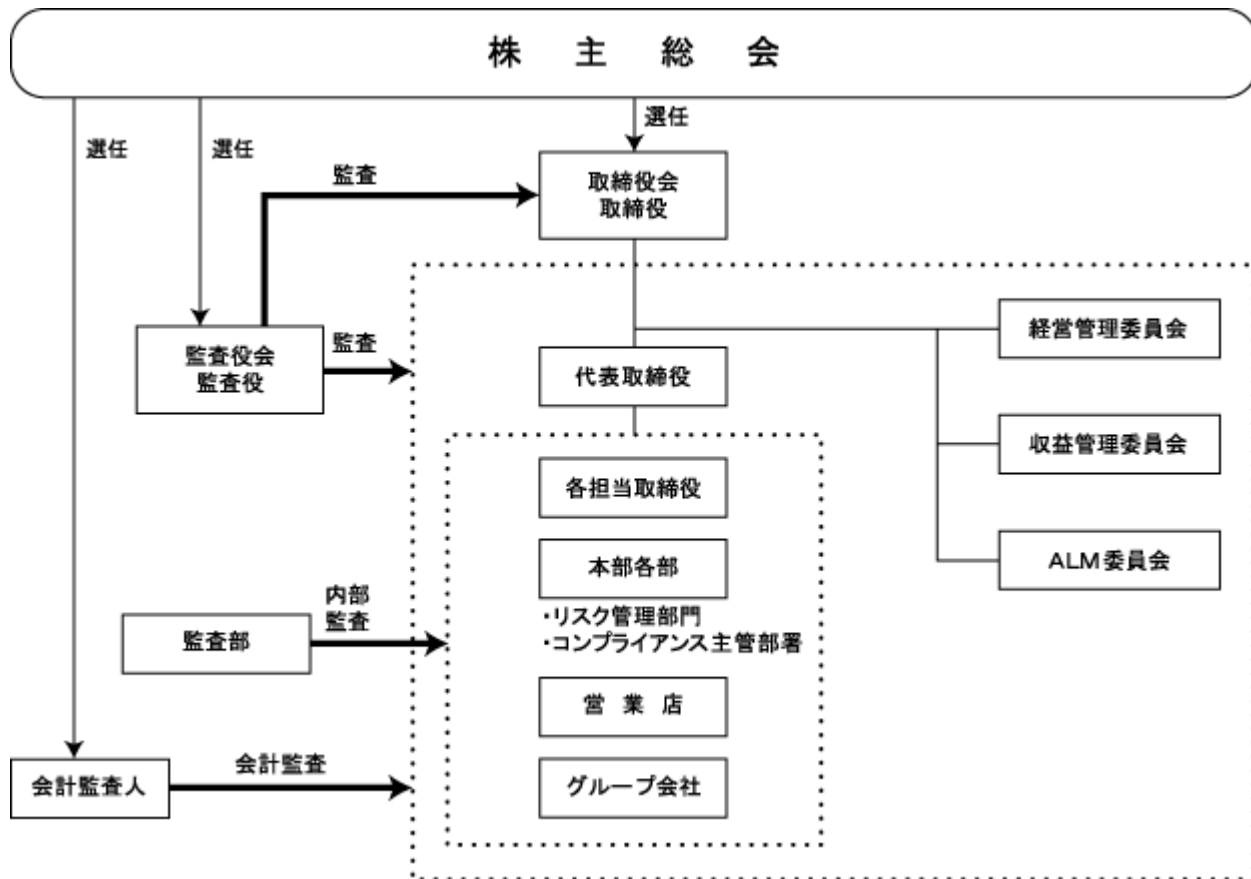 株主総会
選任
選任
選任
監査
取締役会
取締役
経営管理委員会
監査役会
監査役
監査
代表取締役
収益管理委員会
各担当取締役
本部各部
ALM委員会
・リスク管理部門
・コンプライアンス主管部署
内部
監査
監査部
営業店
会計監査人
会計監査
グループ会社